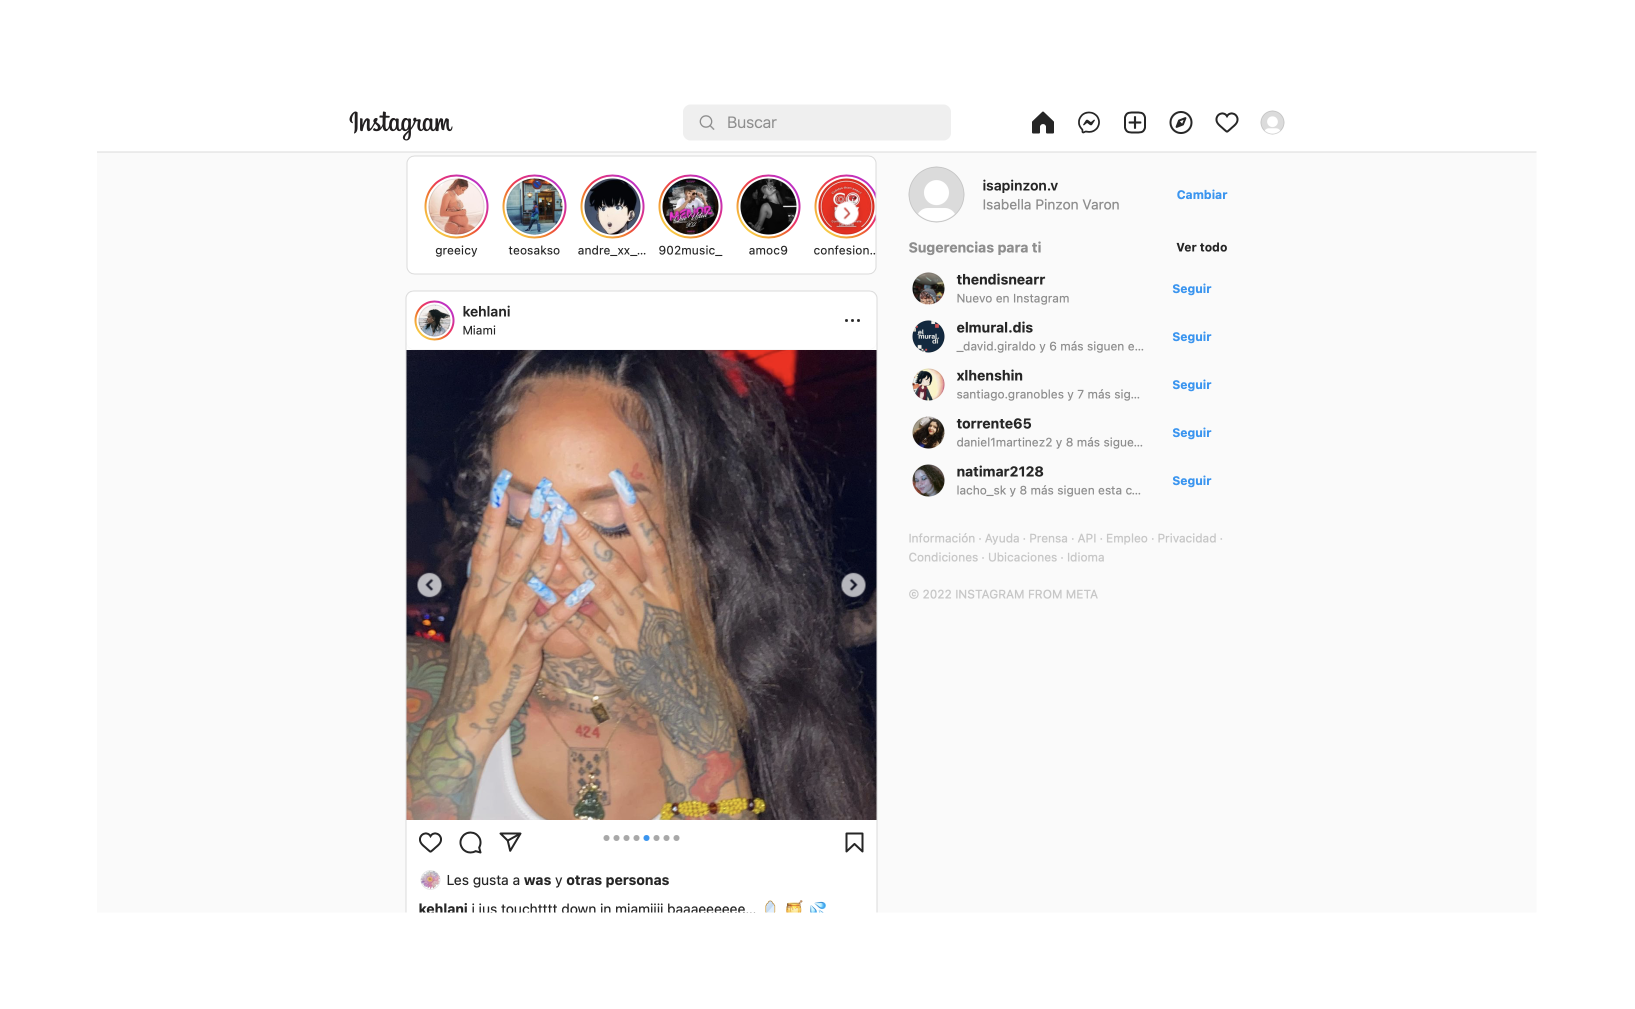 Instagram
Buscar
greeicy
teosakso
andre_xx_...
902music_
amoc9
confesion...
kehlani
Miami
424
Les gusta a was y otras personas
kehlani i jus touchtttt down in miamiiii baaaeeeeee...
isapinzon.v
Isabella Pinzon Varon
Cambiar
Sugerencias para ti
Ver todo
thendisnearr
Nuevo en Instagram
Seguir
el
mural.
di
elmural.dis
_david.giraldo y 6 más siguen e...
Seguir
xlhenshin
santiago.granobles y 7 más sig...
Seguir
torrente65
daniel1martinez2 y 8 más sigue...
Seguir
natimar2128
lacho_sk y 8 más siguen esta c...
Seguir
Información · Ayuda · Prensa · API · Empleo · Privacidad ·
Condiciones · Ubicaciones · Idioma
© 2022 INSTAGRAM FROM META